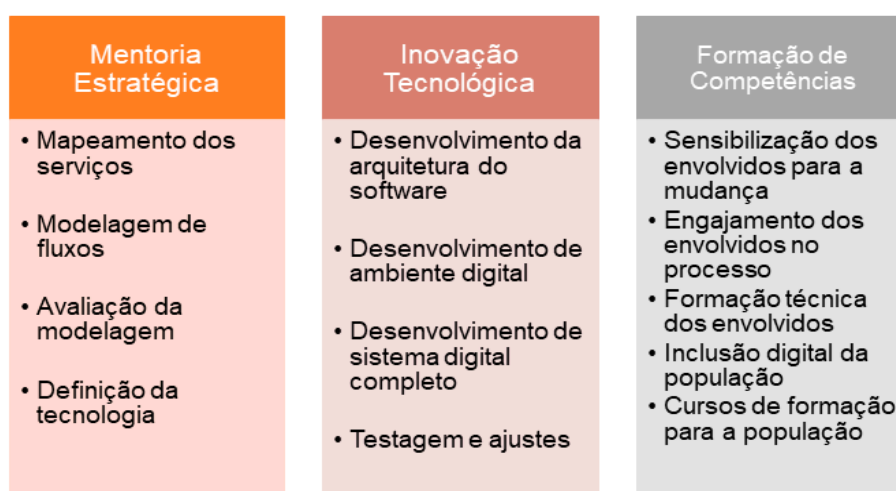 Mentoria
Estratégica
• Mapeamento dos
serviços
• Modelagem de
fluxos
• Avaliação da
modelagem
• Definição da
tecnologia
Inovação
Tecnológica
• Desenvolvimento da
arquitetura do
software
• Desenvolvimento de
ambiente digital
• Desenvolvimento de
sistema digital
completo
• Testagem e ajustes
Formação de
Competências
• Sensibilização dos
envolvidos para a
mudança
• Engajamento dos
envolvidos no
processo
• Formação técnica
dos envolvidos
• Inclusão digital da
população
• Cursos de formação
para a população